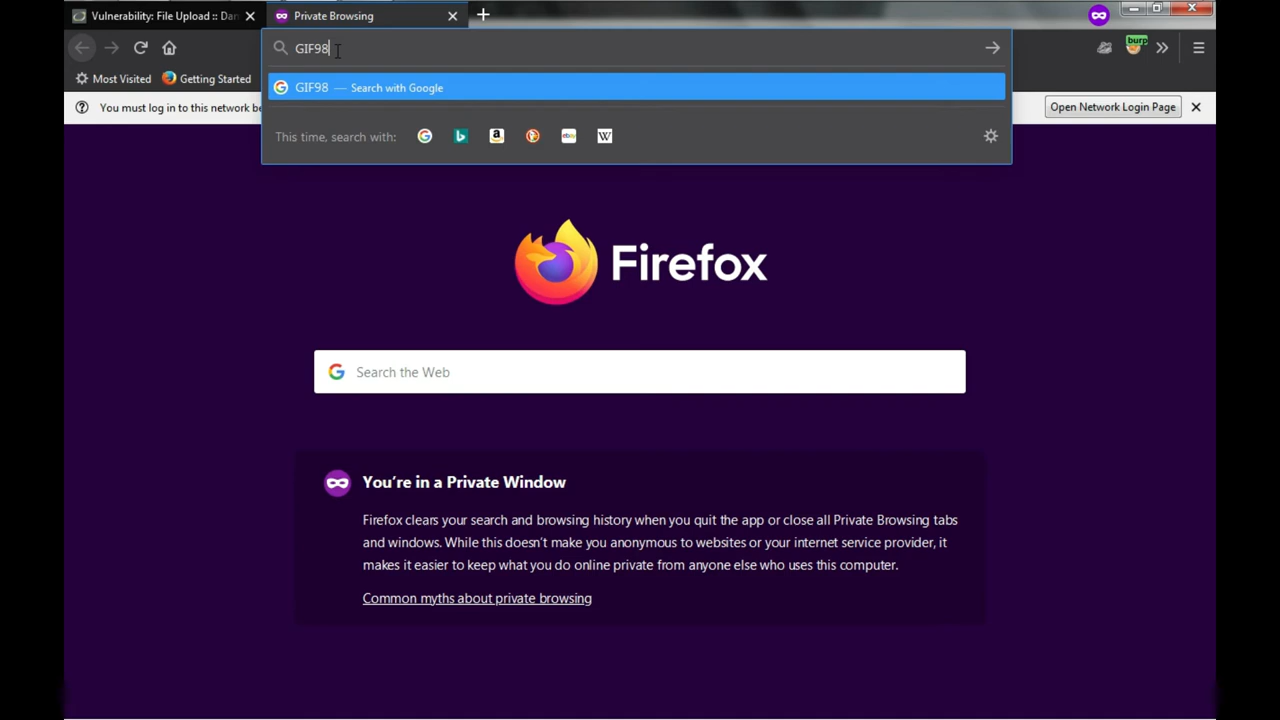 Vulnerability: File Upload :: Dan
Private Browsing
GIF98
burp
Most Visited
Getting Started
GIF98 — Search with Google
You must log in to this network be
Open Network Login Page
This time, search with:
Firefox
Search the Web
You're in a Private Window
Firefox clears your search and browsing history when you quit the app or close all Private Browsing tabs
and windows. While this doesn't make you anonymous to websites or your internet service provider, it
makes it easier to keep what you do online private from anyone else who uses this computer.
Common myths about private browsing